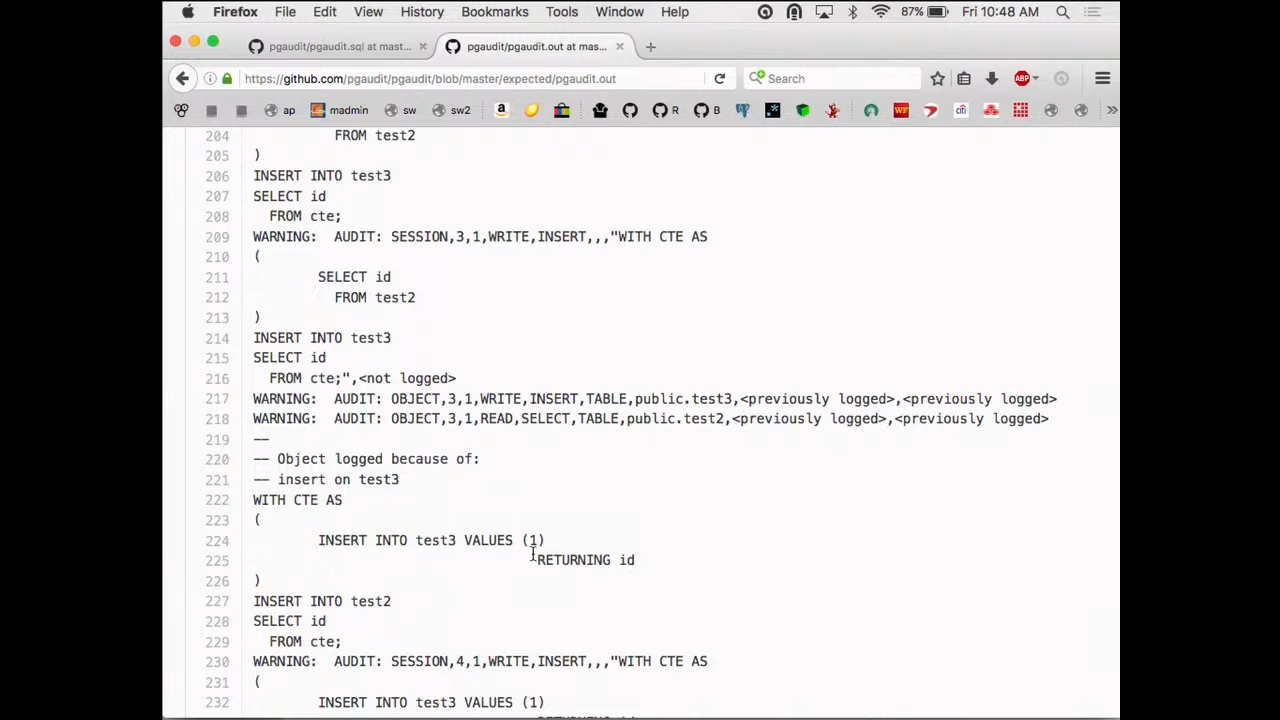 Firefox File Edit View History Bookmarks Tools Window Help 87% Fri 10:48 AM
pgaudit/pgaudit.sql at mast... × pgaudit/pgaudit.out at mas... × +
https://github.com/pgaudit/pgaudit/blob/master/expected/pgaudit.out Search ABP
ap madmin sw sw2 a R B WF citi »
204 FROM test2
205 )
206 INSERT INTO test3
207 SELECT id
208 FROM cte;
209 WARNING: AUDIT: SESSION,3,1,WRITE,INSERT,,,"WITH CTE AS
210 (
211 SELECT id
212 FROM test2
213 )
214 INSERT INTO test3
215 SELECT id
216 FROM cte;",<not logged>
217 WARNING: AUDIT: OBJECT,3,1,WRITE,INSERT,TABLE,public.test3,<previously logged>,<previously logged>
218 WARNING: AUDIT: OBJECT,3,1,READ,SELECT,TABLE,public.test2,<previously logged>,<previously logged>
219 --
220 -- Object logged because of:
221 -- insert on test3
222 WITH CTE AS
223 (
224 INSERT INTO test3 VALUES (1)
225 RETURNING id
226 )
227 INSERT INTO test2
228 SELECT id
229 FROM cte;
230 WARNING: AUDIT: SESSION,4,1,WRITE,INSERT,,,"WITH CTE AS
231 (
232 INSERT INTO test3 VALUES (1)